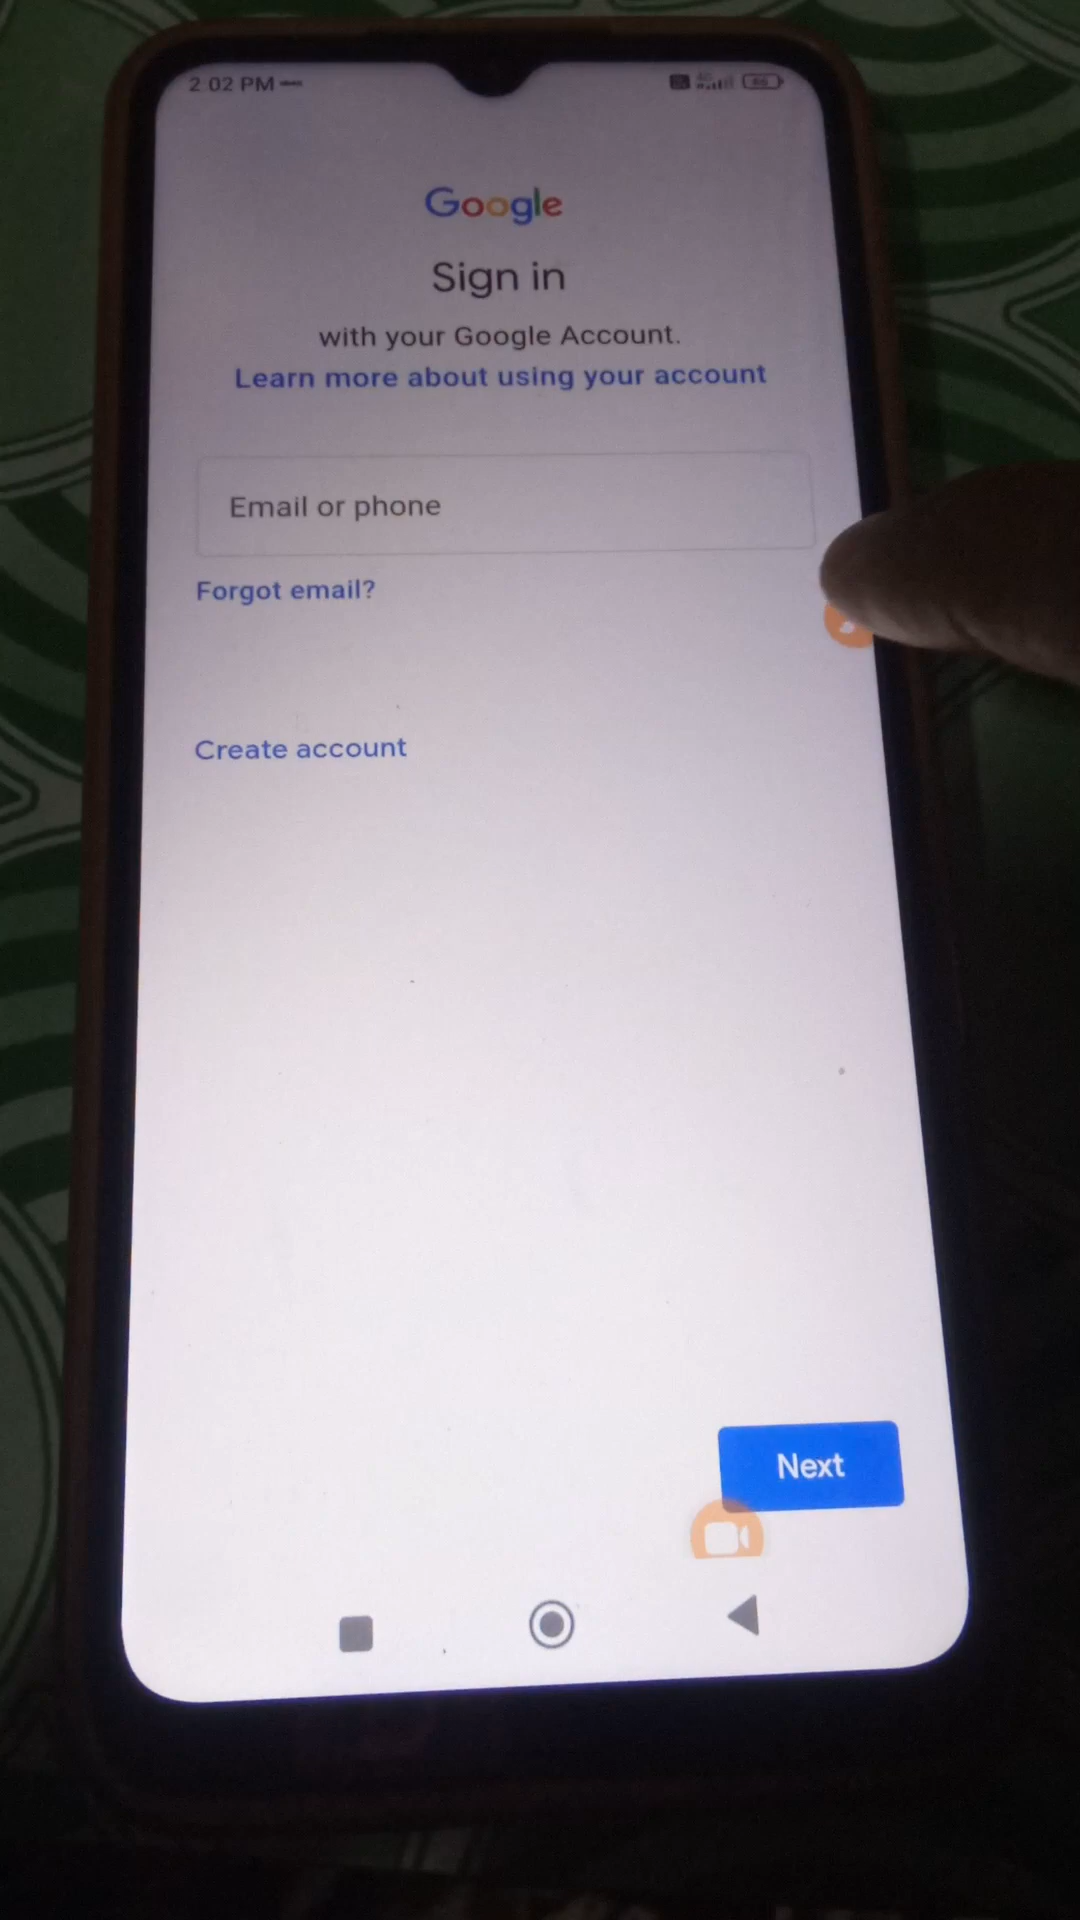 2:02 PM
Google
Sign in
with your Google Account.
Learn more about using your account
Email or phone
Forgot email?
Create account
Next